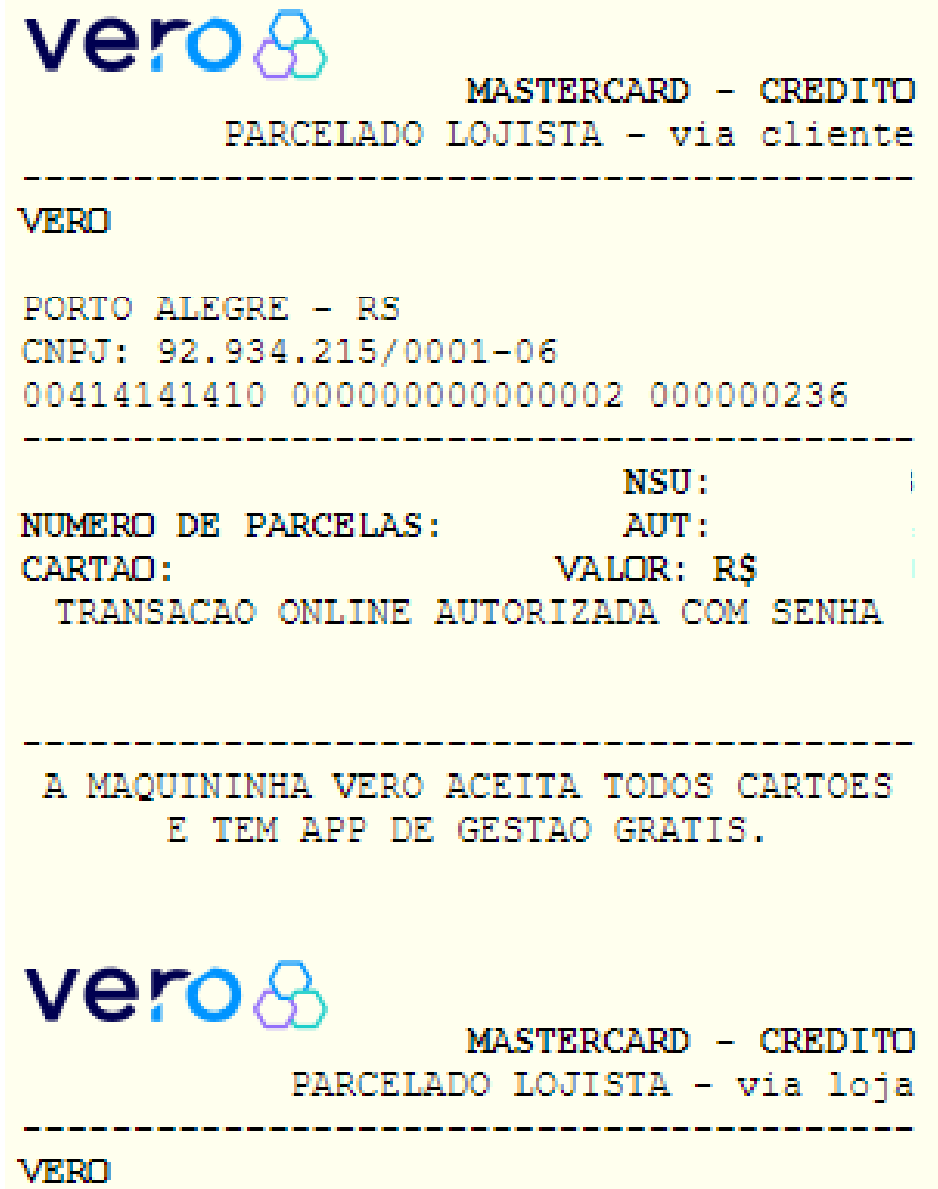 vero
MASTERCARD - CREDITO
PARCELADO LOJISTA - via cliente
------------------------------------------
VERO
PORTO ALEGRE - RS
CNPJ: 92.934.215/0001-06
00414141410 000000000000002 000000236
------------------------------------------
NSU:
NUMERO DE PARCELAS: AUT:
CARTAO: VALOR: R$
TRANSACAO ONLINE AUTORIZADA COM SENHA
------------------------------------------
A MAQUININHA VERO ACEITA TODOS CARTOES
E TEM APP DE GESTAO GRATIS.
vero
MASTERCARD - CREDITO
PARCELADO LOJISTA - via loja
------------------------------------------
VERO